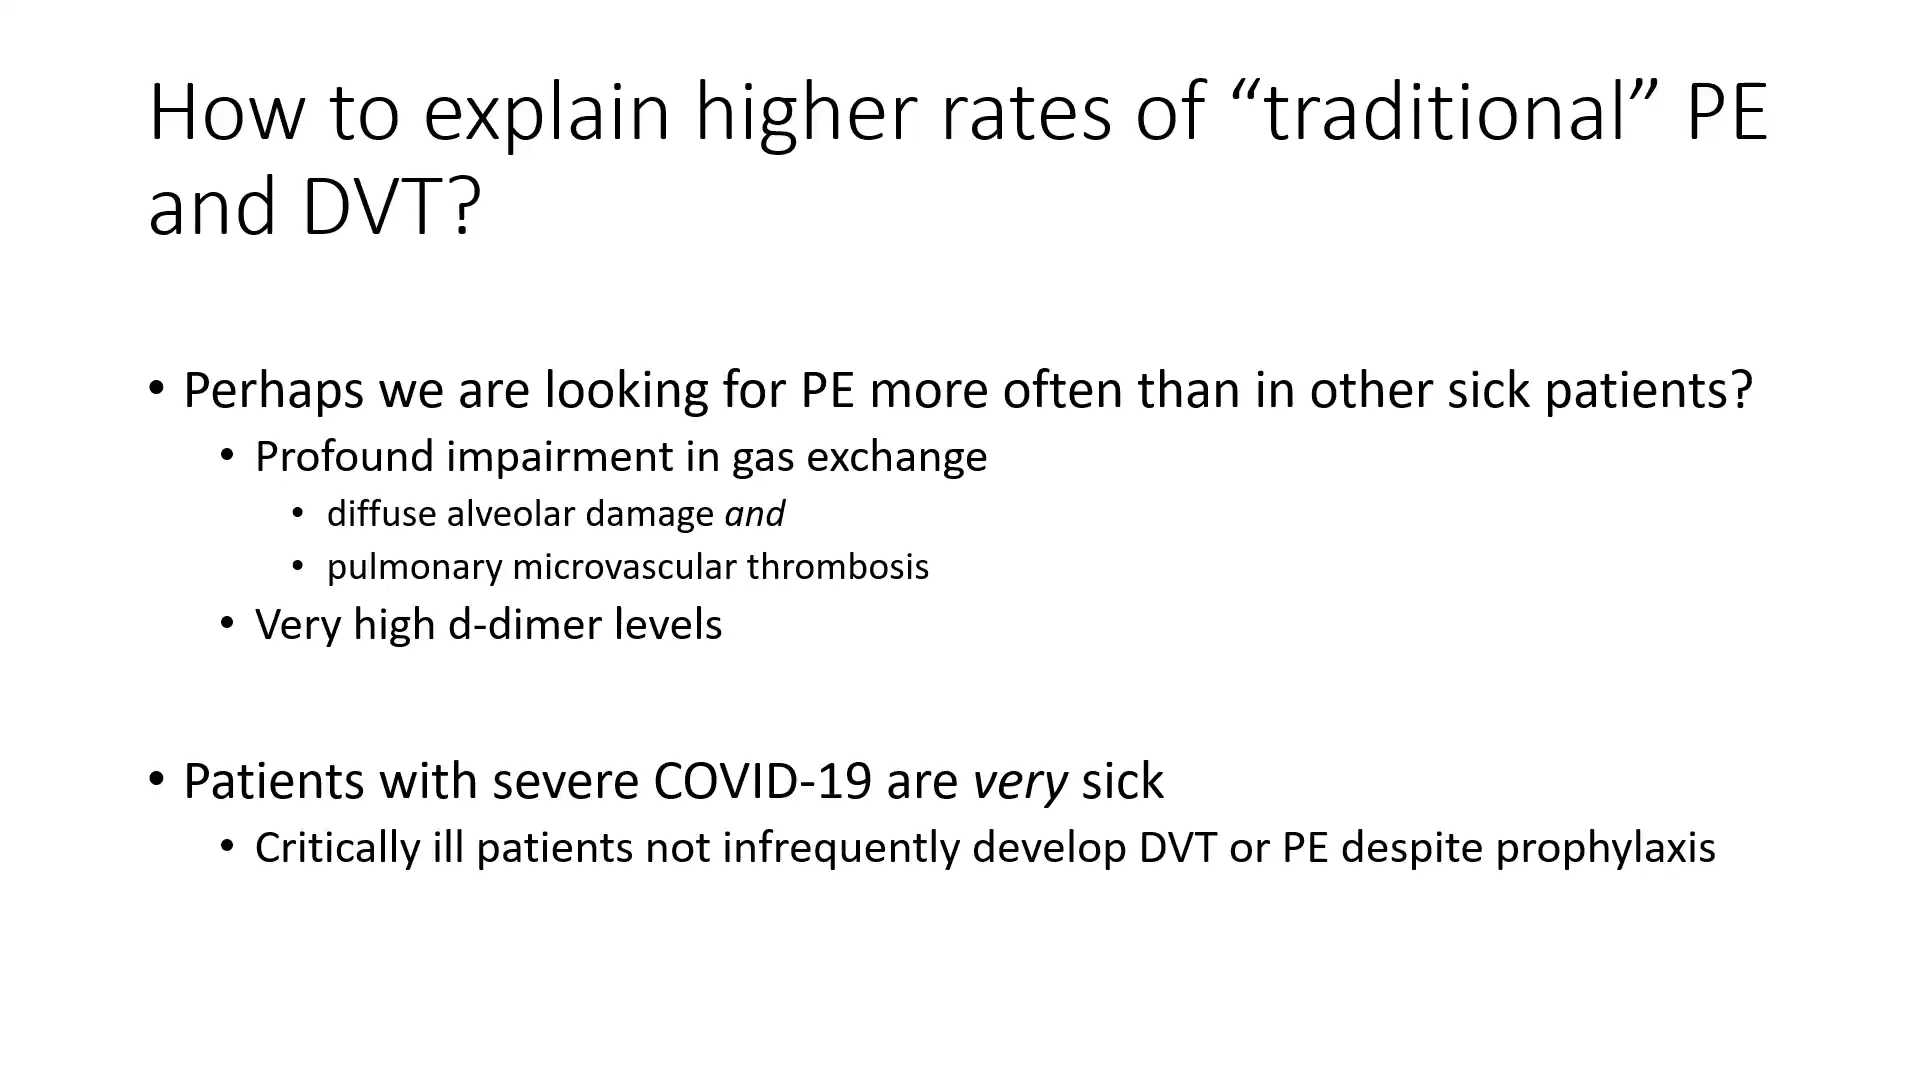 How to explain higher rates of “traditional” PE
and DVT?
• Perhaps we are looking for PE more often than in other sick patients?
• Profound impairment in gas exchange
• diffuse alveolar damage and
• pulmonary microvascular thrombosis
• Very high d-dimer levels
• Patients with severe COVID-19 are very sick
• Critically ill patients not infrequently develop DVT or PE despite prophylaxis